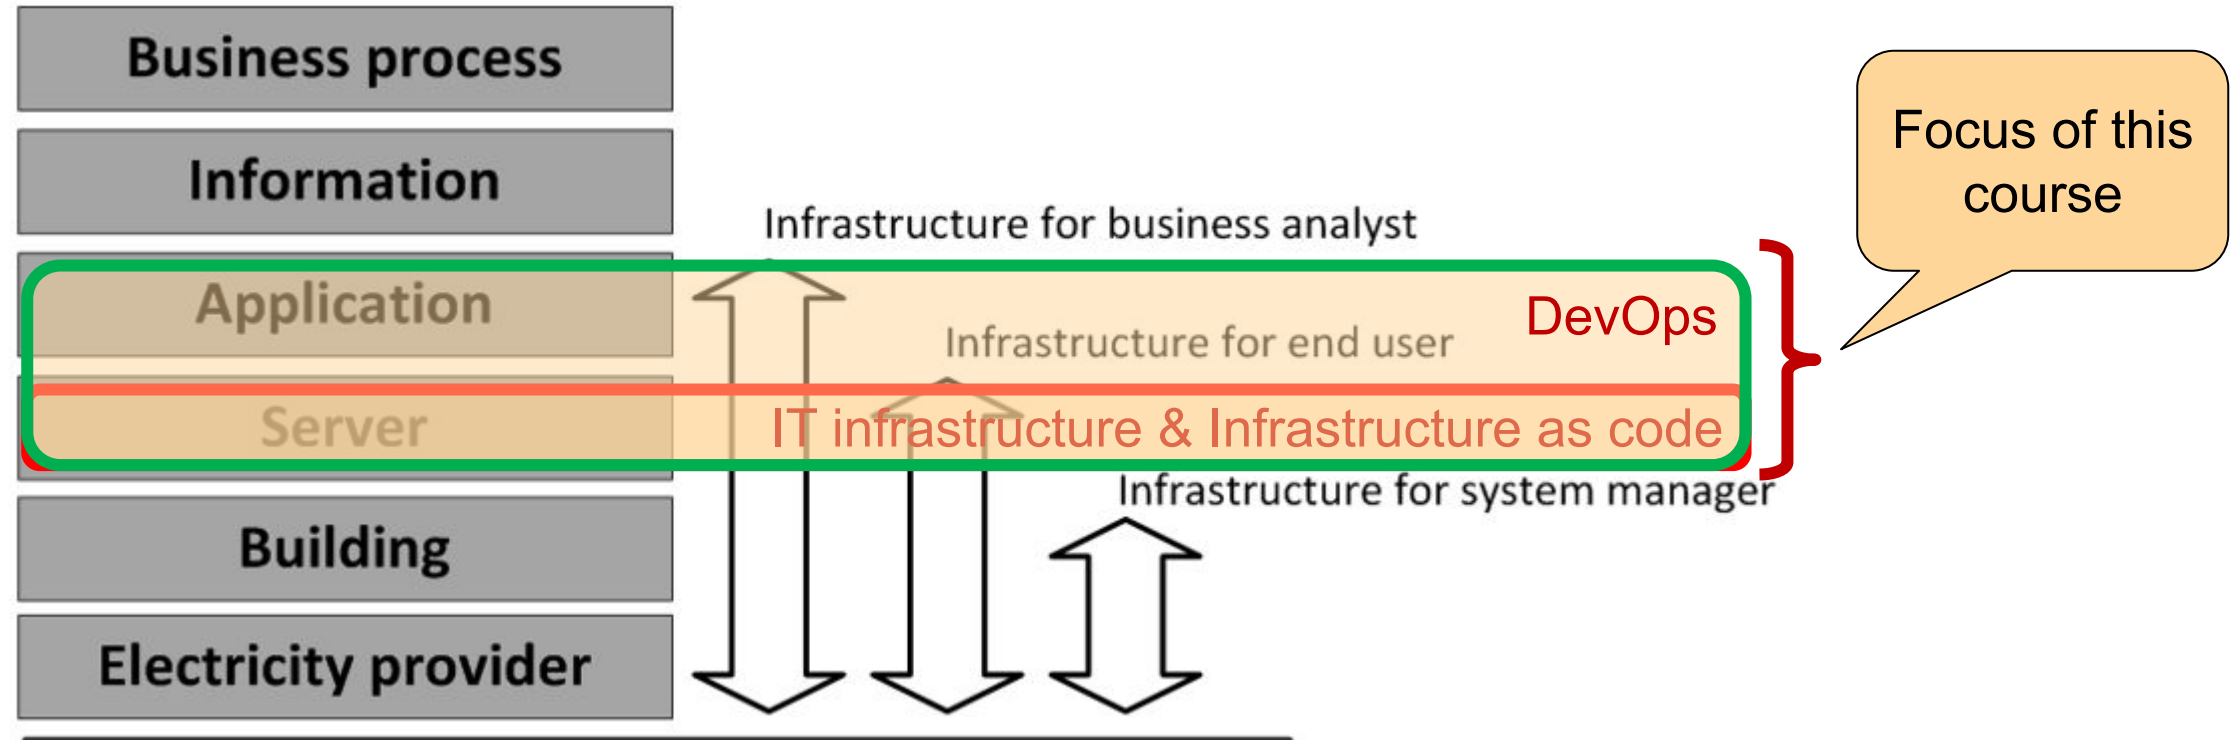 Business process
Information
Infrastructure for business analyst
Focus of this
course
Application
DevOps
Infrastructure for end user
Server
IT infrastructure & Infrastructure as code
Infrastructure for system manager
Building
Electricity provider